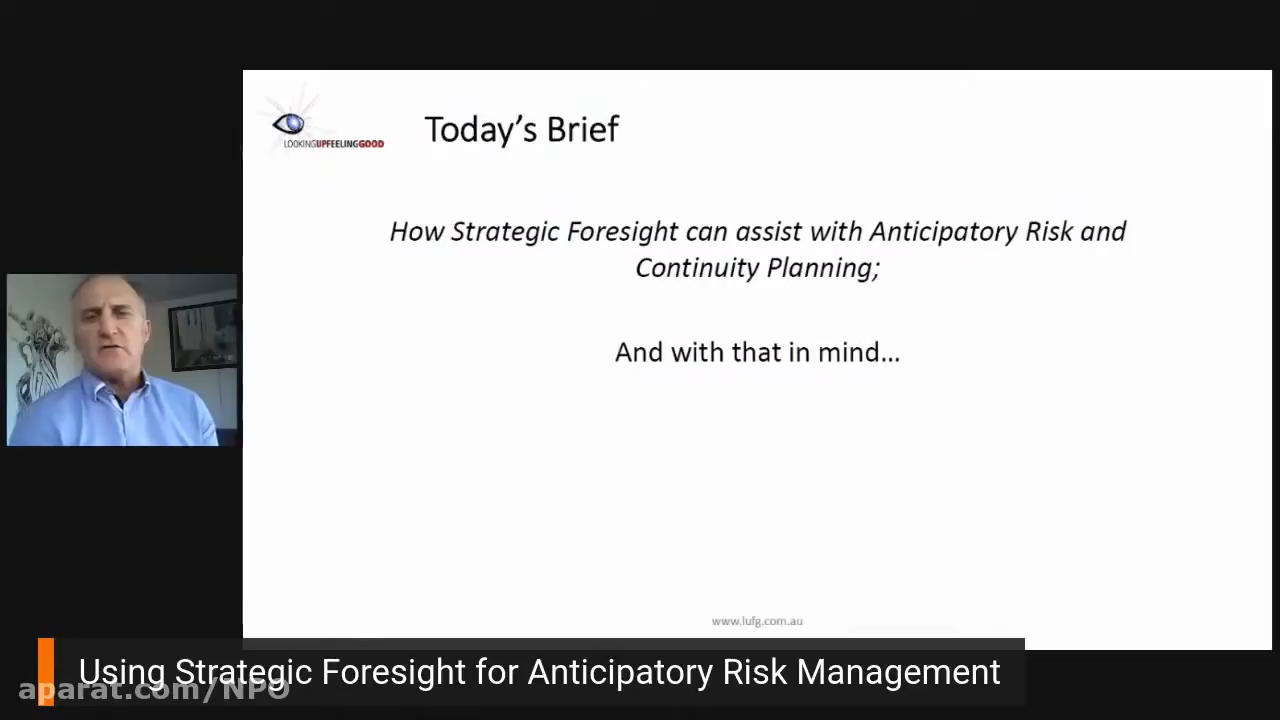 LOOKINGUPFEELINGGOOD
Today's Brief
How Strategic Foresight can assist with Anticipatory Risk and
Continuity Planning;
And with that in mind...
www.lufg.com.au
Using Strategic Foresight for Anticipatory Risk Management
aparat.com/NPO